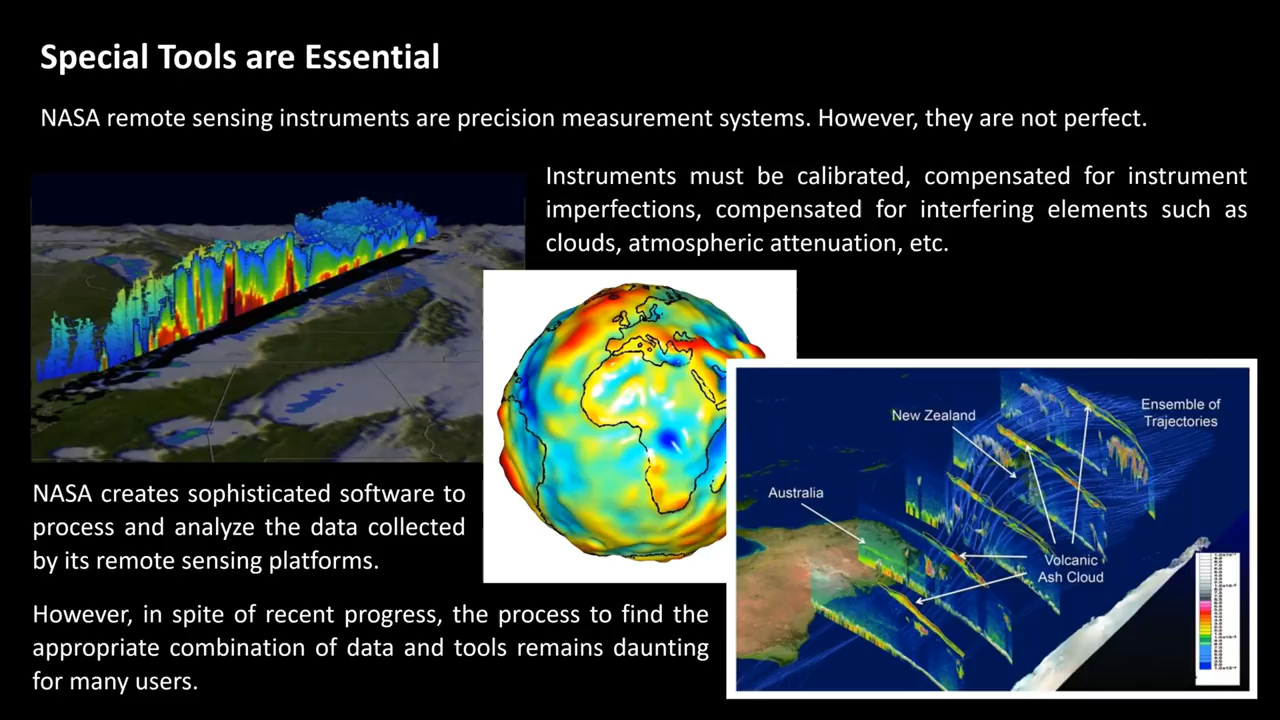 Special Tools are Essential
NASA remote sensing instruments are precision measurement systems. However, they are not perfect.
Instruments must be calibrated, compensated for instrument
imperfections, compensated for interfering elements such as
clouds, atmospheric attenuation, etc.
New Zealand
Ensemble of
Trajectories
Australia
Volcanic
Ash Cloud
NASA creates sophisticated software to
process and analyze the data collected
by its remote sensing platforms.
However, in spite of recent progress, the process to find the
appropriate combination of data and tools remains daunting
for many users.